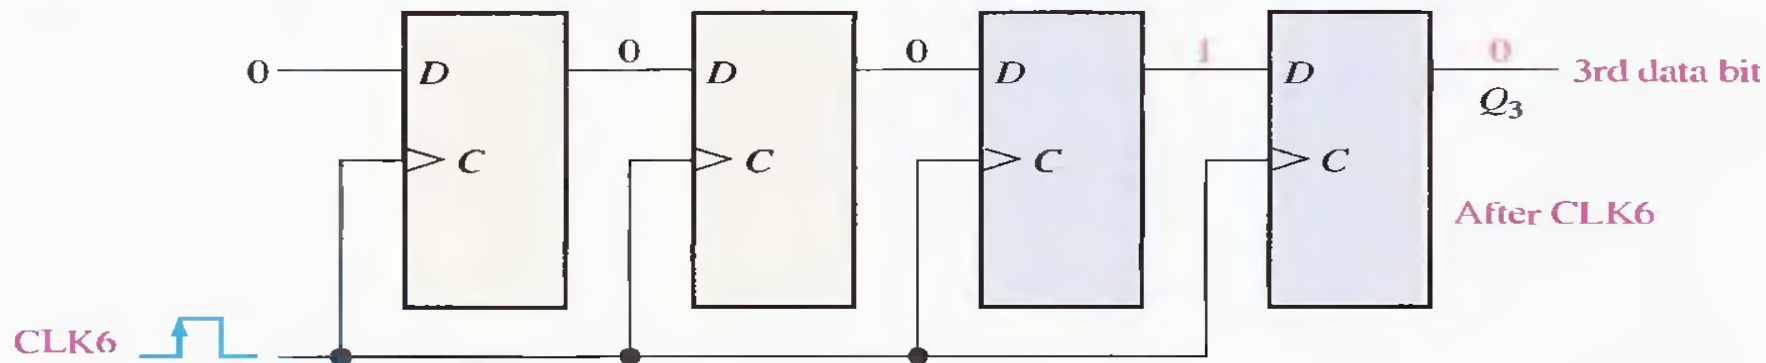 0 D 0 D 0 D 1 D 0 3rd data bit
Q3
C C C C
After CLK6
CLK6